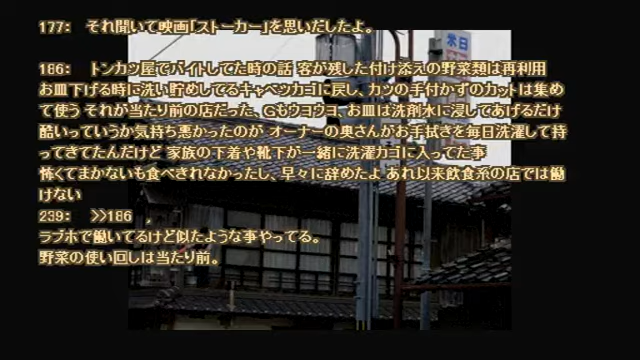 177:　それ聞いて映画「ストーカー」を思いだしたよ。
186:　トンカツ屋でバイトしてた時の話 客が残した付け添えの野菜類は再利用
お皿下げる時に洗い貯めしてるキャベツカゴに戻し、カツの手付かずのカットは集め
て使う それが当たり前の店だった、Gもウヨウヨ、お皿は洗剤水に浸してあげるだけ
酷いっていうか気持ち悪かったのが オーナーの奥さんがお手拭きを毎日洗濯して持
ってきてたんだけど 家族の下着や靴下が一緒に洗濯カゴに入ってた事
怖くてまかないも食べきれなかったし、早々に辞めたよ あれ以来飲食系の店では働
けない
239:　>>186　,
ラブホで働いてるけど似たような事やってる。
野菜の使い回しは当たり前。